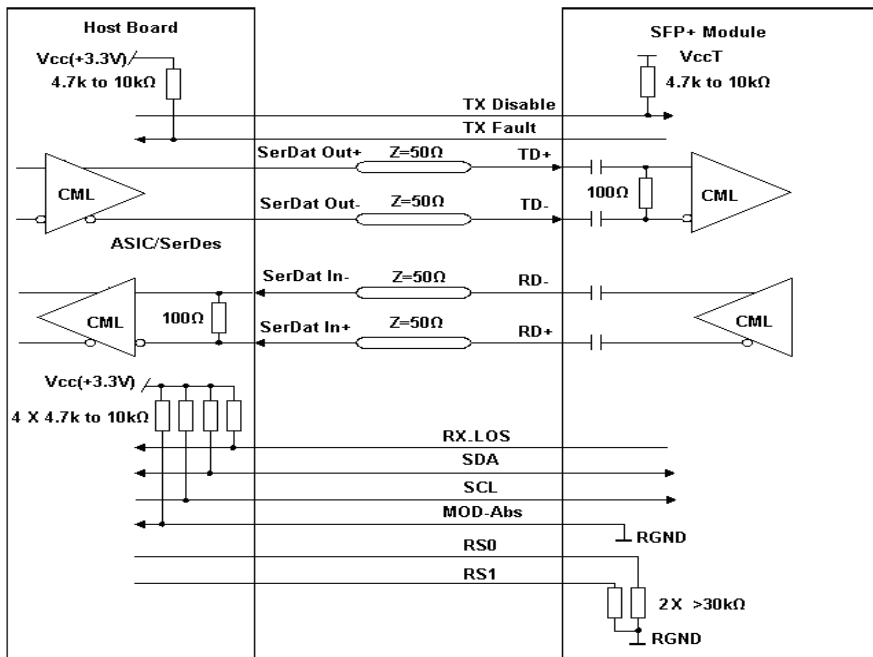 Host Board
SFP+ Module
Vcc(+3.3V)
4.7k to 10kΩ
VccT
4.7k to 10kΩ
TX Disable
TX Fault
SerDat Out+
Z=50Ω
TD+
CML
100Ω
CML
SerDat Out-
Z=50Ω
TD-
ASIC/SerDes
SerDat In-
Z=50Ω
RD-
CML
100Ω
CML
SerDat In+
Z=50Ω
RD+
Vcc(+3.3V)
4 X 4.7k to 10kΩ
RX_LOS
SDA
SCL
MOD-Abs
RGND
RS0
RS1
2 X >30kΩ
RGND